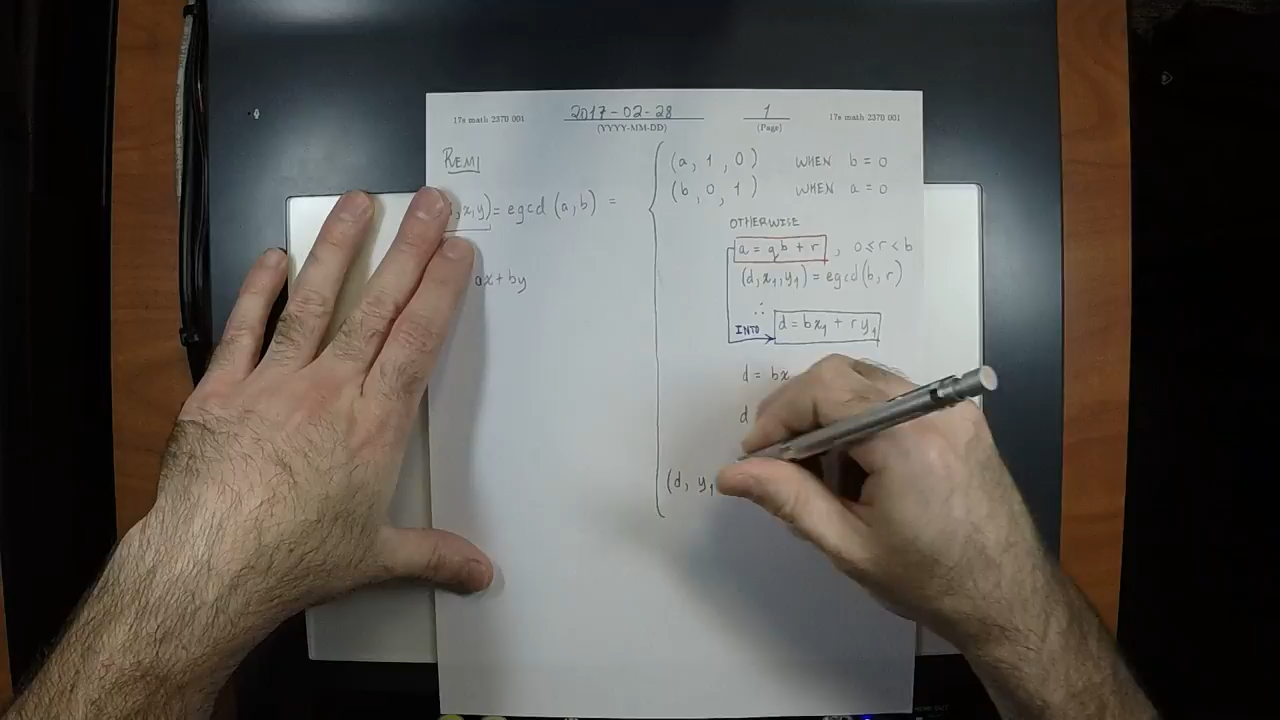 17s math 2370 001
2017-02-28
(YYYY-MM-DD)
1
(Page)
17s math 2370 001
REM
,x,y) = egcd (a,b) =
ax + by
(a, 1, 0) WHEN b = 0
(b, 0, 1) WHEN a = 0
OTHERWISE
a = qb + r , 0 ≤ r < b
(d, x₁, y₁) = egcd (b, r)
∴
INTO d = bx₁ + ry₁
d = bx
d
(d, y₁